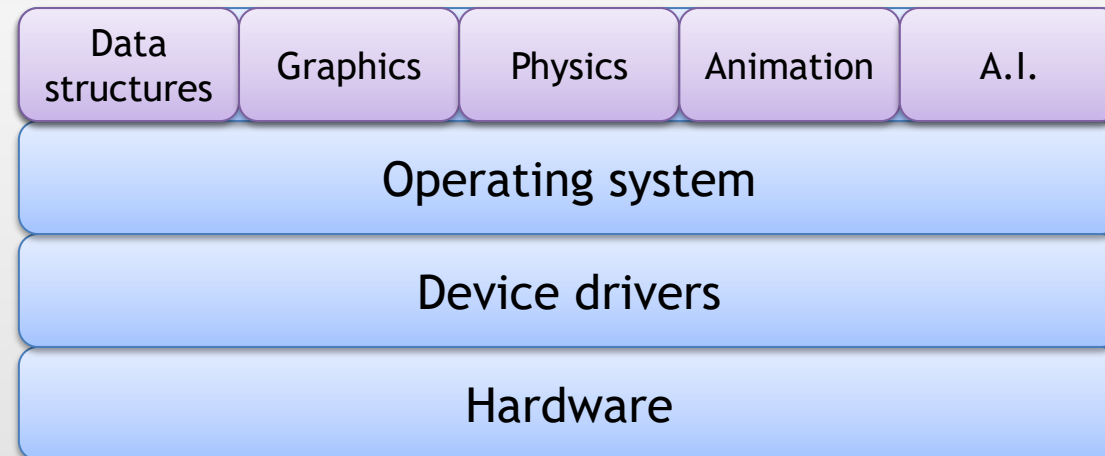 Data
structures
Graphics
Physics
Animation
A.I.
Operating system
Device drivers
Hardware